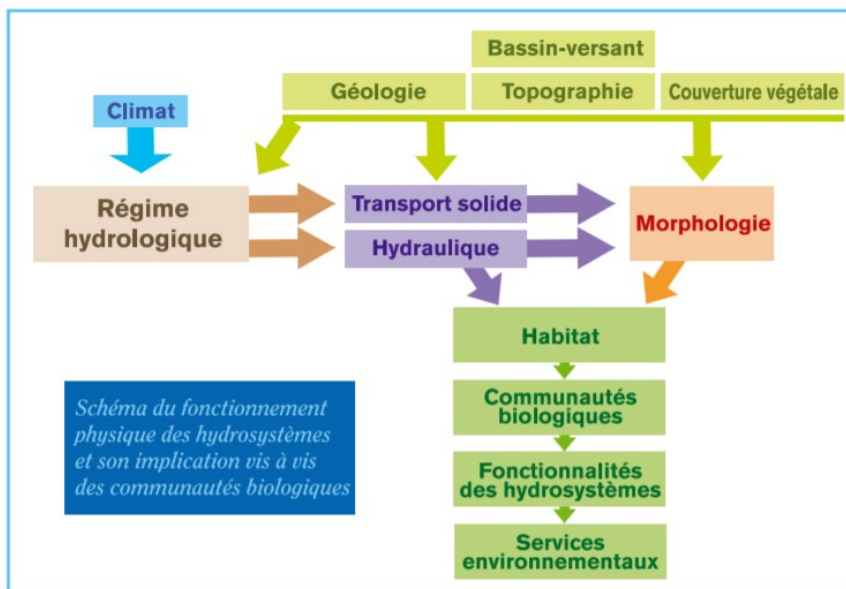 Bassin-versant
Géologie
Topographie
Couverture végétale
Climat
Régime
hydrologique
Transport solide
Hydraulique
Morphologie
Habitat
Communautés
biologiques
Fonctionnalités
des hydrosystèmes
Services
environnementaux
Schéma du fonctionnement
physique des hydrosystèmes
et son implication vis à vis
des communautés biologiques